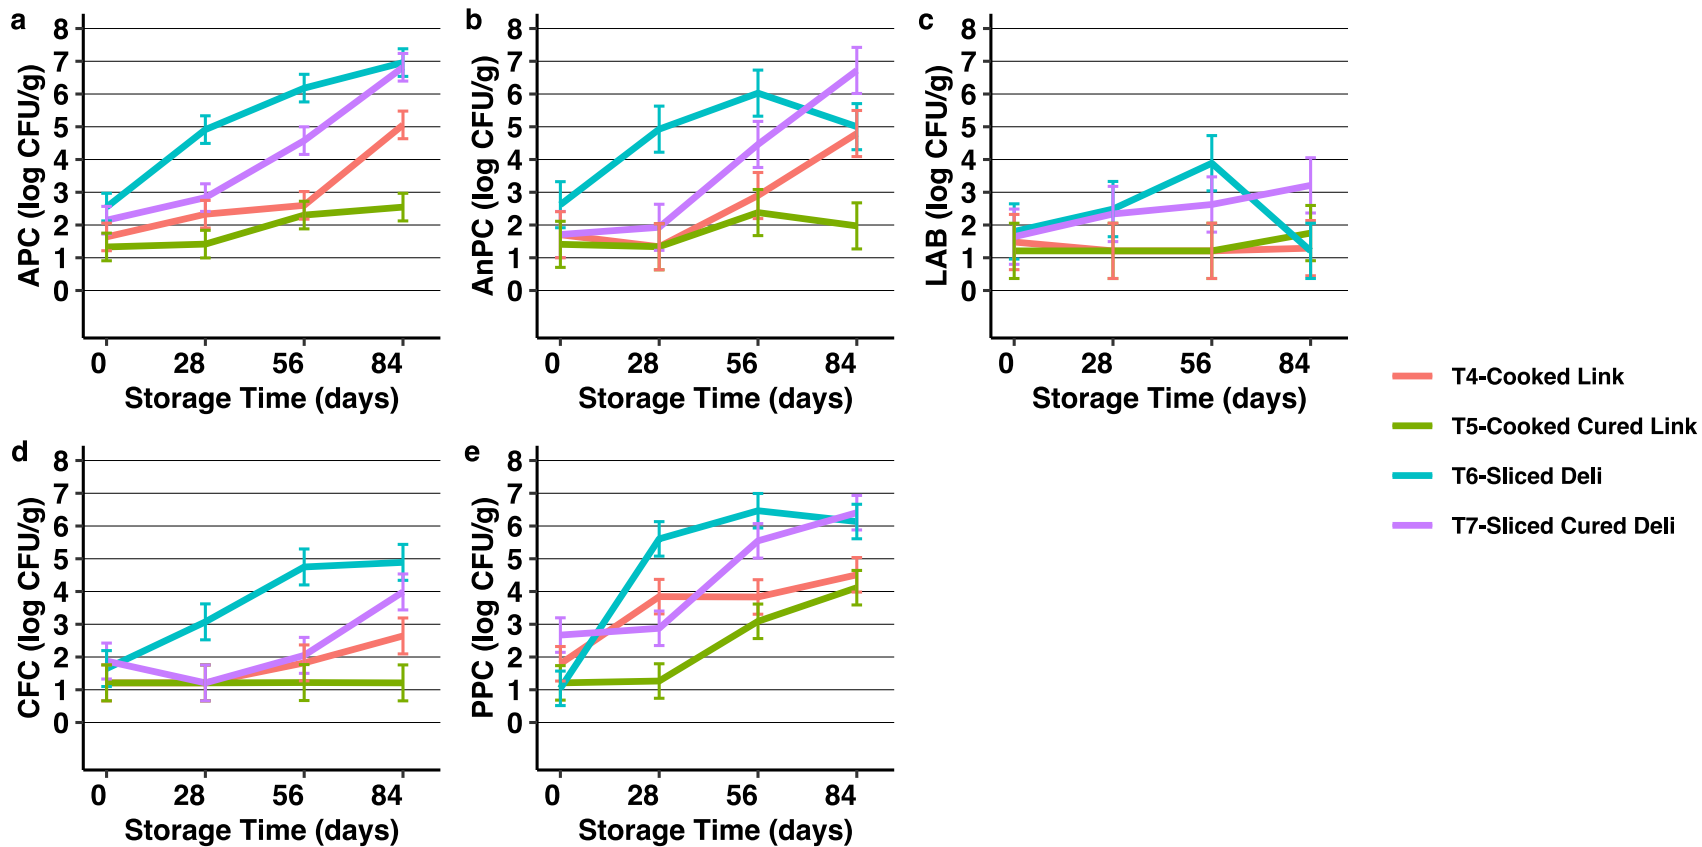 a
APC (log CFU/g)
8
7
6
5
4
3
2
1
0
0 28 56 84
Storage Time (days)
b
AnPC (log CFU/g)
8
7
6
5
4
3
2
1
0
0 28 56 84
Storage Time (days)
c
LAB (log CFU/g)
8
7
6
5
4
3
2
1
0
0 28 56 84
Storage Time (days)
T4-Cooked Link
T5-Cooked Cured Link
T6-Sliced Deli
T7-Sliced Cured Deli
d
CFC (log CFU/g)
8
7
6
5
4
3
2
1
0
0 28 56 84
Storage Time (days)
e
PPC (log CFU/g)
8
7
6
5
4
3
2
1
0
0 28 56 84
Storage Time (days)